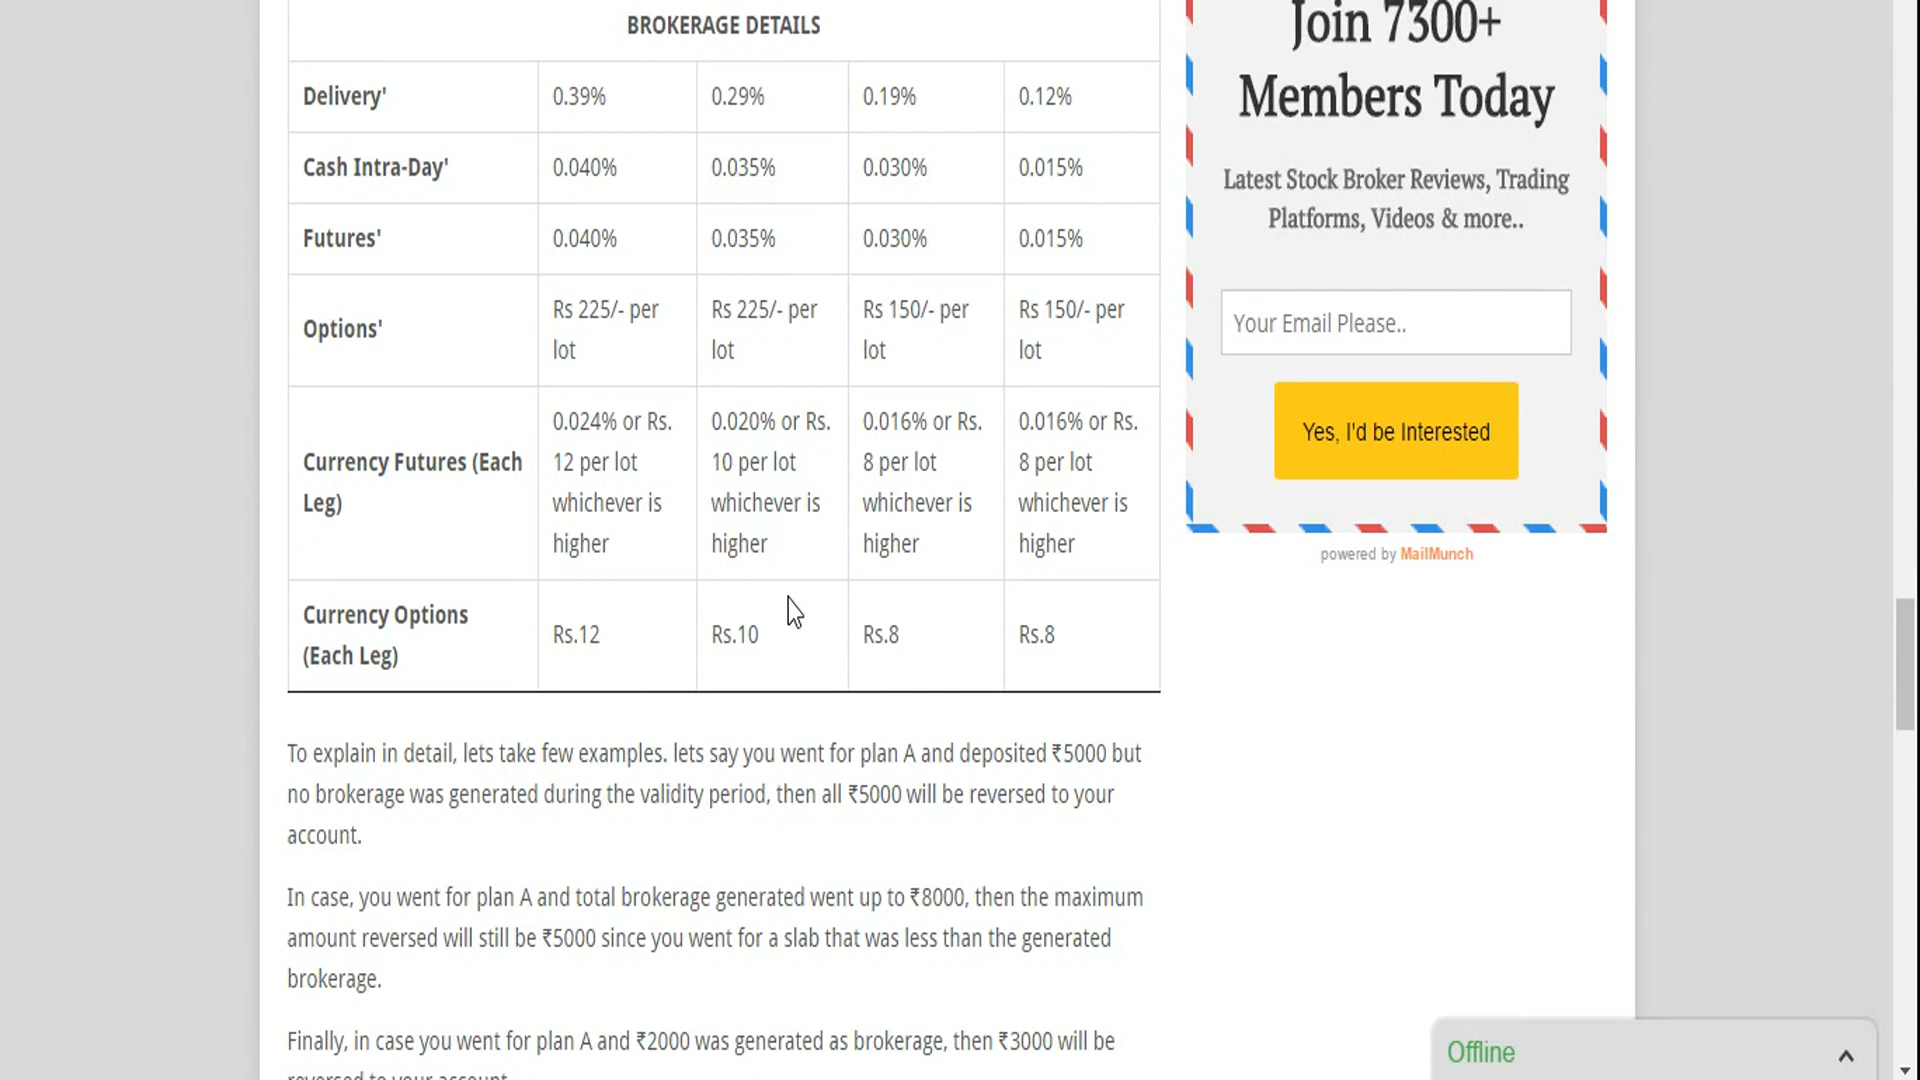 BROKERAGE DETAILS
Delivery' 0.39% 0.29% 0.19% 0.12%
Cash Intra-Day' 0.040% 0.035% 0.030% 0.015%
Futures' 0.040% 0.035% 0.030% 0.015%
Options' Rs 225/- per lot Rs 225/- per lot Rs 150/- per lot Rs 150/- per lot
Currency Futures (Each Leg) 0.024% or Rs. 12 per lot whichever is higher 0.020% or Rs. 10 per lot whichever is higher 0.016% or Rs. 8 per lot whichever is higher 0.016% or Rs. 8 per lot whichever is higher
Currency Options (Each Leg) Rs.12 Rs.10 Rs.8 Rs.8
To explain in detail, lets take few examples. lets say you went for plan A and deposited ₹5000 but
no brokerage was generated during the validity period, then all ₹5000 will be reversed to your
account.
In case, you went for plan A and total brokerage generated went up to ₹8000, then the maximum
amount reversed will still be ₹5000 since you went for a slab that was less than the generated
brokerage.
Finally, in case you went for plan A and ₹2000 was generated as brokerage, then ₹3000 will be
reversed to your account
Join 7300+
Members Today
Latest Stock Broker Reviews, Trading
Platforms, Videos & more..
Your Email Please..
Yes, I'd be Interested
powered by MailMunch
Offline